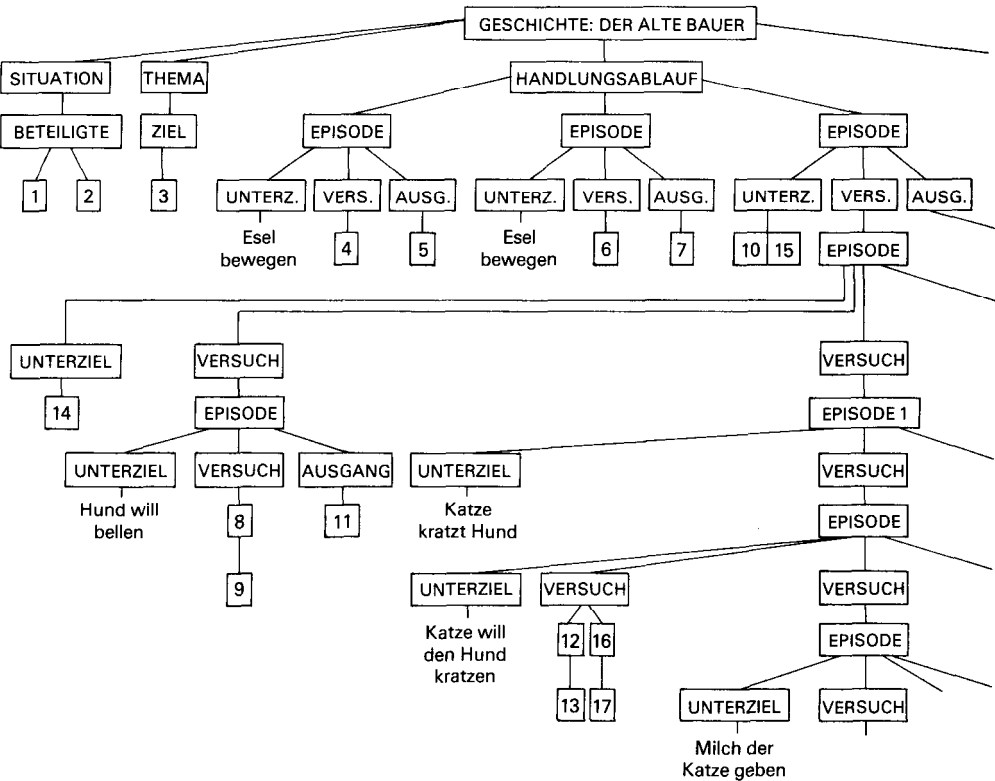 GESCHICHTE: DER ALTE BAUER
SITUATION THEMA HANDLUNGSABLAUF
BETEILIGTE ZIEL EPISODE EPISODE EPISODE
1 2 3 UNTERZ. VERS. AUSG. UNTERZ. VERS. AUSG. UNTERZ. VERS. AUSG.
Esel bewegen 4 5 Esel bewegen 6 7 10 15 EPISODE
UNTERZIEL VERSUCH VERSUCH
14 EPISODE EPISODE 1
UNTERZIEL VERSUCH AUSGANG UNTERZIEL VERSUCH
Hund will
bellen
8 11
Katze
kratzt Hund
EPISODE
9 UNTERZIEL VERSUCH VERSUCH
Katze will
den Hund
kratzen
12 16 EPISODE
13 17 UNTERZIEL VERSUCH
Milch der
Katze geben